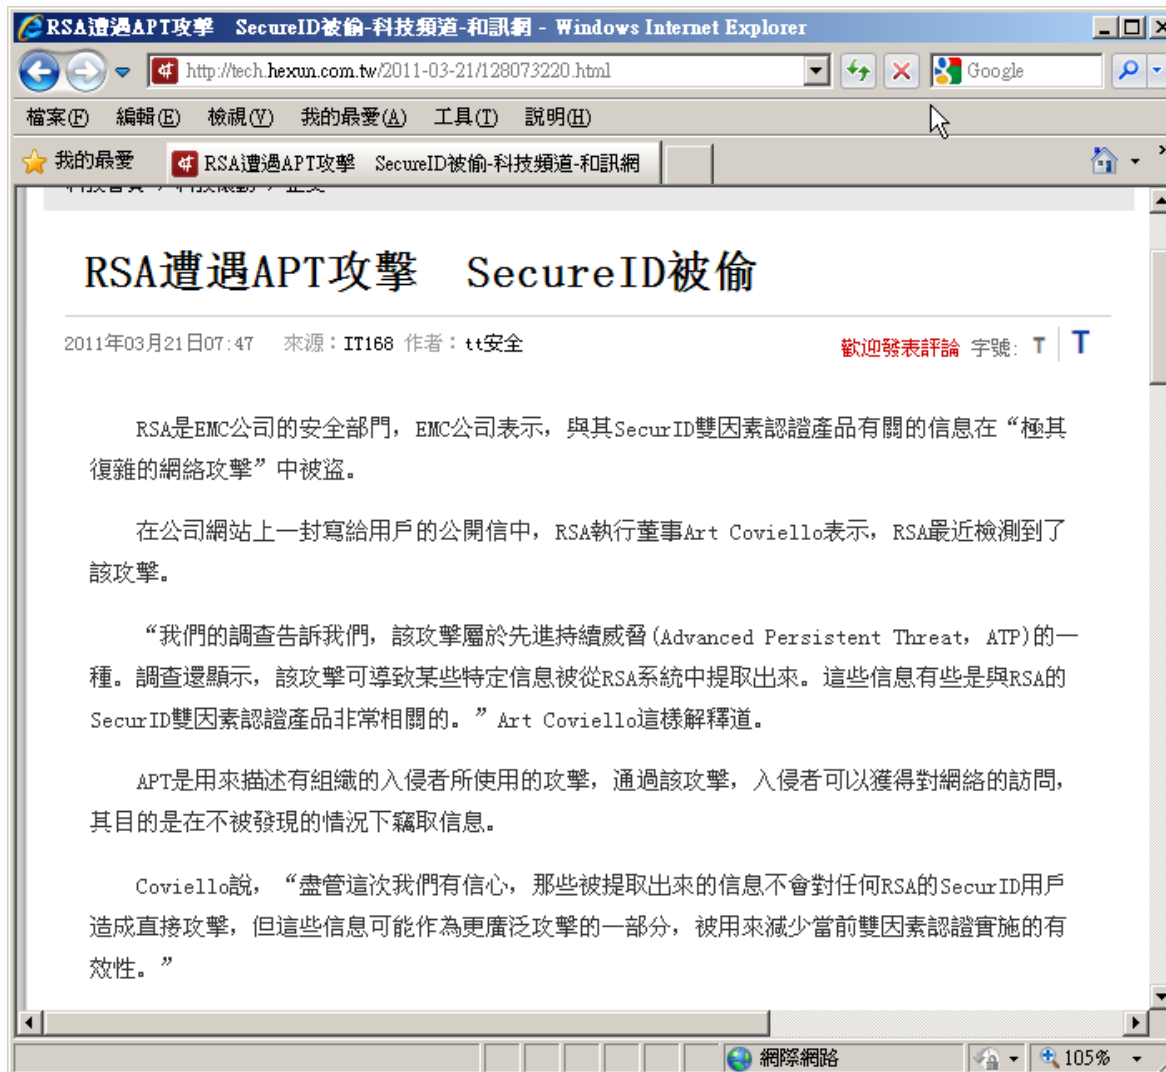 RSA遭遇APT攻擊　SecureID被偷-科技頻道-和訊網 - Windows Internet Explorer
http://tech.hexun.com.tw/2011-03-21/128073220.html Google
檔案(F) 編輯(E) 檢視(V) 我的最愛(A) 工具(T) 說明(H)
我的最愛 RSA遭遇APT攻擊　SecureID被偷-科技頻道-和訊網
RSA遭遇APT攻擊　SecureID被偷
2011年03月21日07:47 來源：IT168 作者：tt安全 歡迎發表評論 字號: T T
RSA是EMC公司的安全部門，EMC公司表示，與其SecurID雙因素認證產品有關的信息在“極其
復雜的網絡攻擊”中被盜。
在公司網站上一封寫給用戶的公開信中，RSA執行董事Art Coviello表示，RSA最近檢測到了
該攻擊。
“我們的調查告訴我們，該攻擊屬於先進持續威脅(Advanced Persistent Threat，ATP)的一
種。調查還顯示，該攻擊可導致某些特定信息被從RSA系統中提取出來。這些信息有些是與RSA的
SecurID雙因素認證產品非常相關的。”Art Coviello這樣解釋道。
APT是用來描述有組織的入侵者所使用的攻擊，通過該攻擊，入侵者可以獲得對網絡的訪問，
其目的是在不被發現的情況下竊取信息。
Coviello說，“盡管這次我們有信心，那些被提取出來的信息不會對任何RSA的SecurID用戶
造成直接攻擊，但這些信息可能作為更廣泛攻擊的一部分，被用來減少當前雙因素認證實施的有
效性。”
網際網路 105%